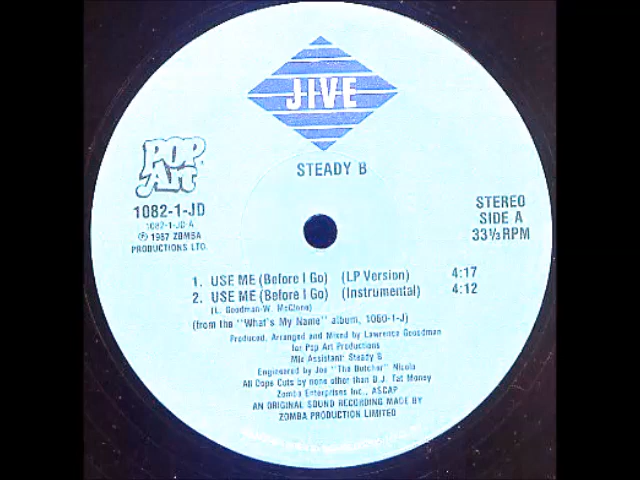 JIVE
POP
Art
STEADY B
1082-1-JD
1082-1-JD-A
℗ 1987 ZOMBA
PRODUCTIONS LTD.
STEREO
SIDE A
33⅓ RPM
1. USE ME (Before I Go) (LP Version) 4:17
2. USE ME (Before I Go) (Instrumental) 4:12
(L. Goodman-W. McGlone)
(from the "What's My Name" album, 1060-1-J)
Produced, Arranged and Mixed by Lawrence Goodman
for Pop Art Productions
Mix Assistant: Steady B
Engineered by Joe "The Butcher" Nicolo
All Dope Cuts by none other than D.J. Tat Money
Zomba Enterprises Inc., ASCAP
AN ORIGINAL SOUND RECORDING MADE BY
ZOMBA PRODUCTION LIMITED